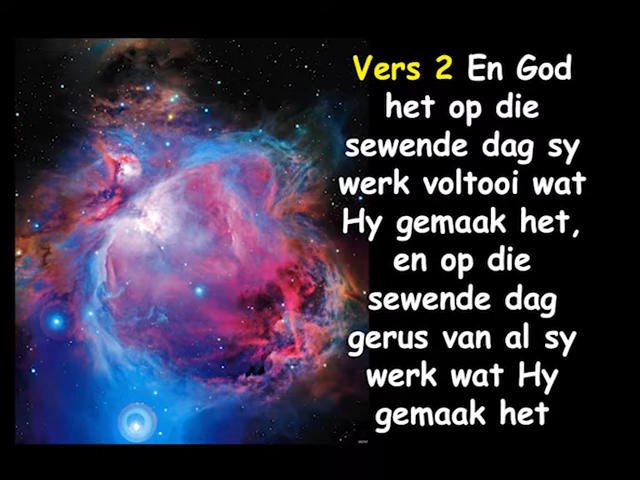 Vers 2 En God
het op die
sewende dag sy
werk voltooi wat
Hy gemaak het,
en op die
sewende dag
gerus van al sy
werk wat Hy
gemaak het